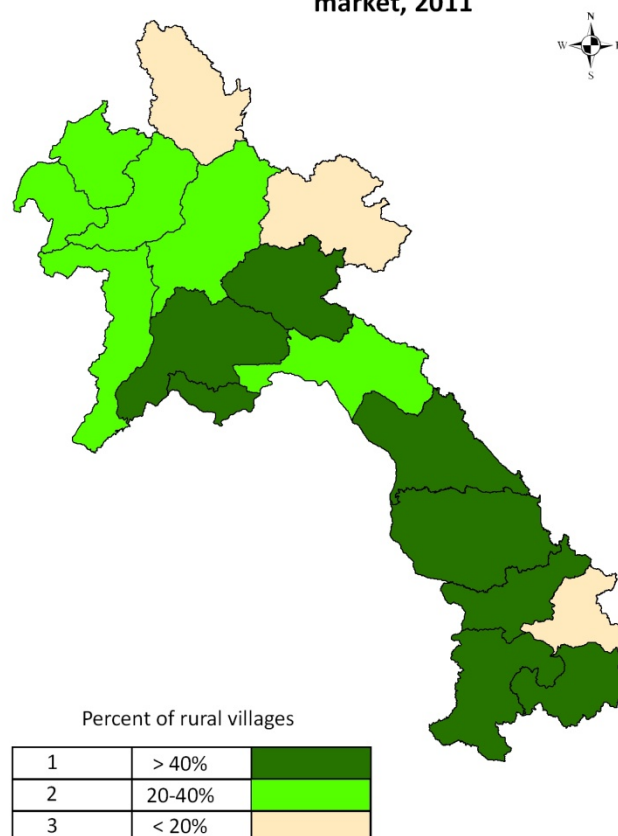 market, 2011
N
W
E
S
Percent of rural villages
1 > 40%
2 20-40%
3 < 20%